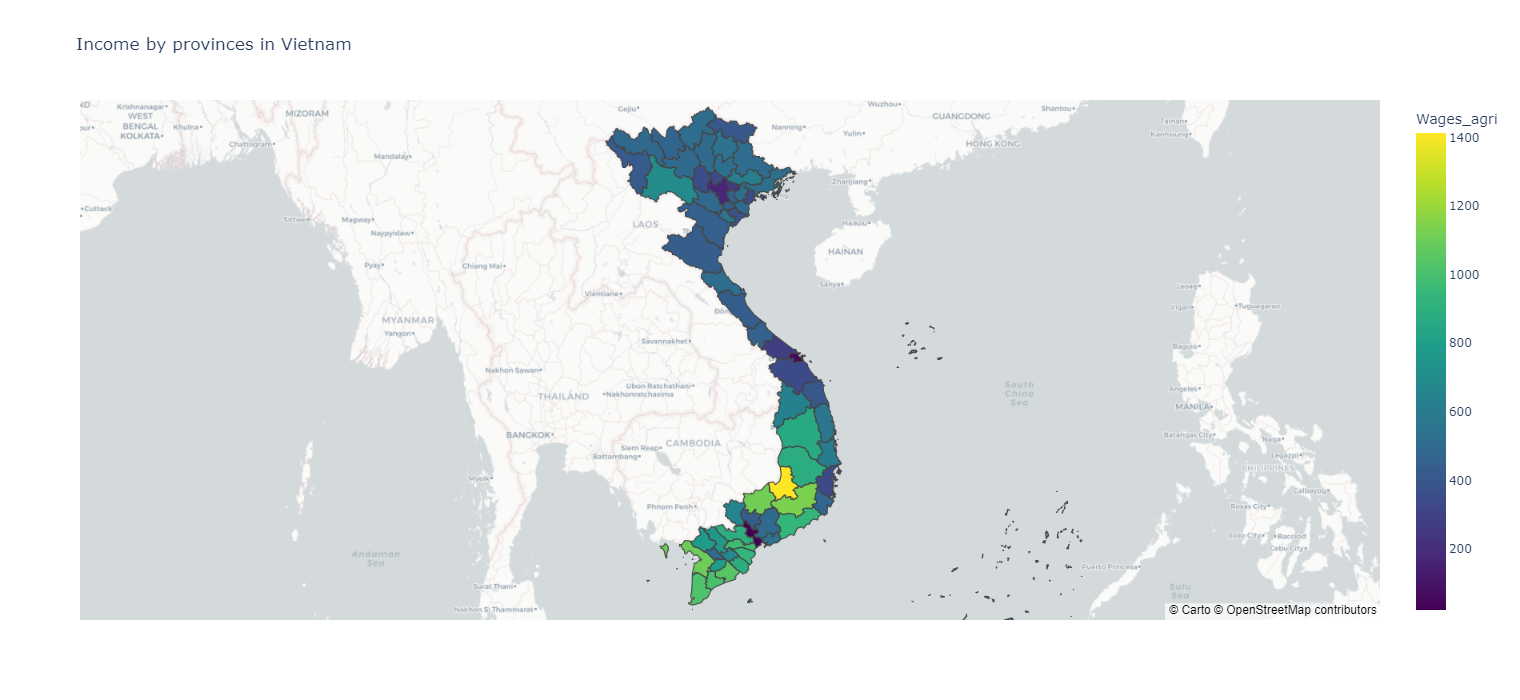 Income by provinces in Vietnam
Wages_agri
1400
1200
1000
800
600
400
200
Krishnanagar
MIZORAM
Gejiu
Wuzhou
Shantou
WEST
BENGAL
KOLKATA
Khulna
Chattogram
Nanning
Yulin
GUANGDONG
Tainan
Kaohsiung
HONG KONG
Mandalay
Zhanjiang
Cuttack
Sittwe
Magway
Naypyidaw
LAOS
Haikou
HAINAN
Pyay
Chiang Mai
Sanya
Laoag
Vientiane
Vigan
Tuguegarao
MYANMAR
Yangon
Savannakhet
Baguio
Nakhon Sawan
Ubon Ratchathani
Nakhonratchasima
THAILAND
South
China
Sea
Angeles
MANILA
BANGKOK
CAMBODIA
Siem Reap
Battambang
Batangas City
Naga
Legazpi
PHILIPPINES
Myeik
Calbayog
Phnom Penh
Roxas City
Iloilo City
Bacolod
Cebu City
Andaman
Sea
Puerto Princesa
Surat Thani
Sulu
Sea
Nakhon Si Thammarat
© Carto © OpenStreetMap contributors